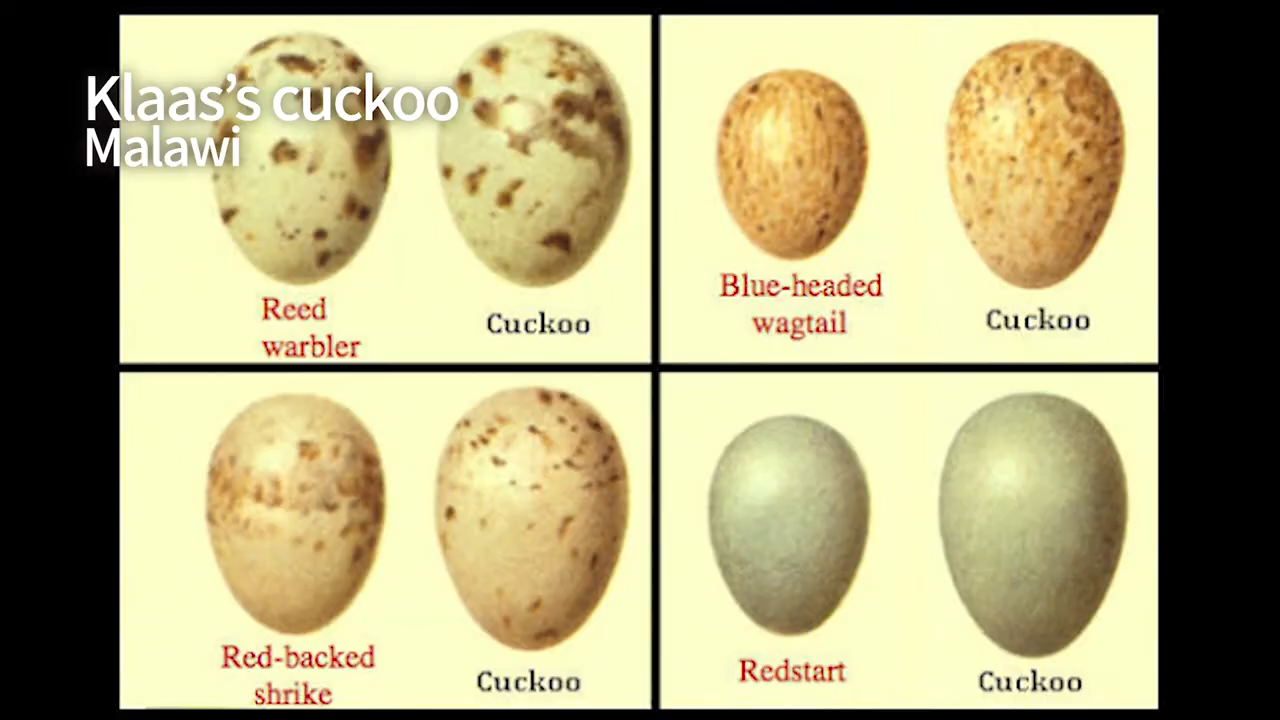 Klaas’s cuckoo
Malawi
Reed
warbler
Cuckoo
Blue-headed
wagtail
Cuckoo
Red-backed
shrike
Cuckoo
Redstart
Cuckoo